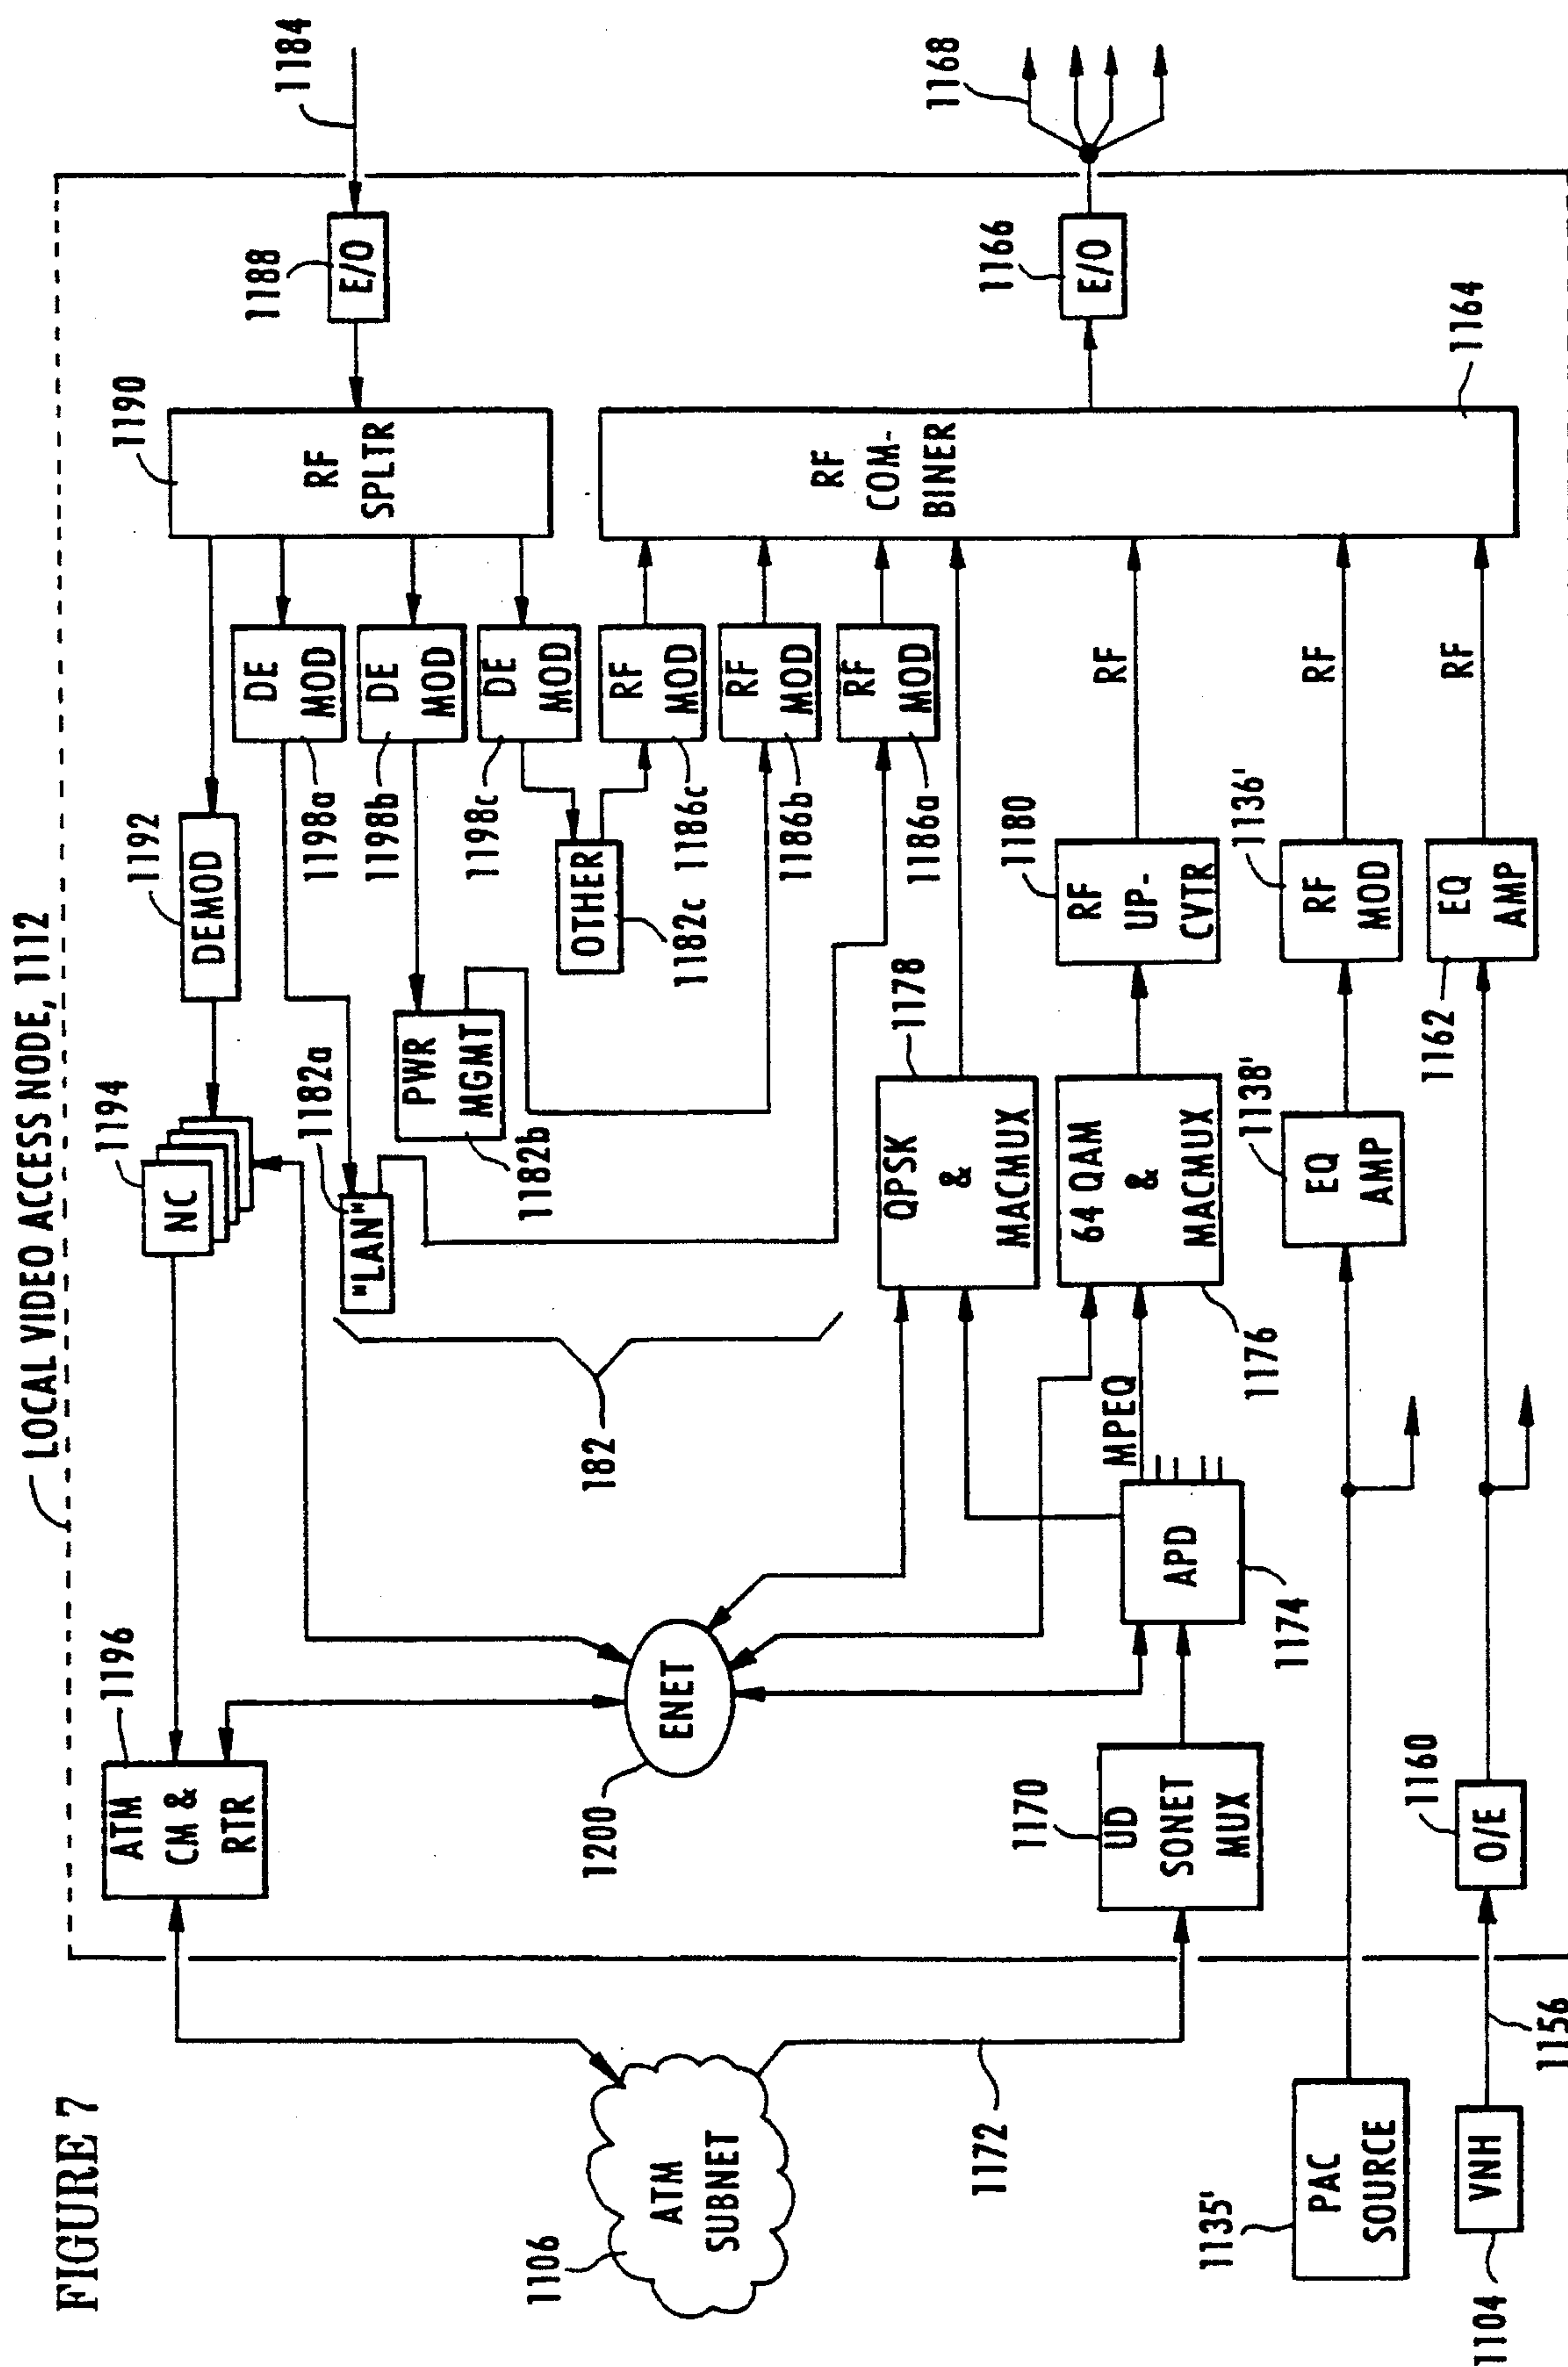 FIGURE 7
LOCAL VIDEO ACCESS NODE, 1112
1106
ATM
SUBNET
1172
1135'
PAC
SOURCE
1104
VNH
1156
1196
ATM
CM &
RTR
1200
ENET
1170
UD
SONET
MUX
1160
O/E
1174
APD
MPEQ
182
1194
NC
1182a
"LAN"
1182b
PWR
MGMT
1178
QPSK
&
MACMUX
64 QAM
&
MACMUX
1176
1138'
EQ
AMP
1192
DEMOD
OTHER
1182c
1180
RF
UP-
CVTR
1136'
RF
MOD
1162
EQ
AMP
DE
MOD
1198a
DE
MOD
1198b
DE
MOD
1198c
RF
MOD
1186c
RF
MOD
1186b
RF
MOD
1186a
RF
RF
RF
1190
RF
SPLTR
RF
COM-
BINER
1164
1188
E/O
1166
E/O
1184
1168